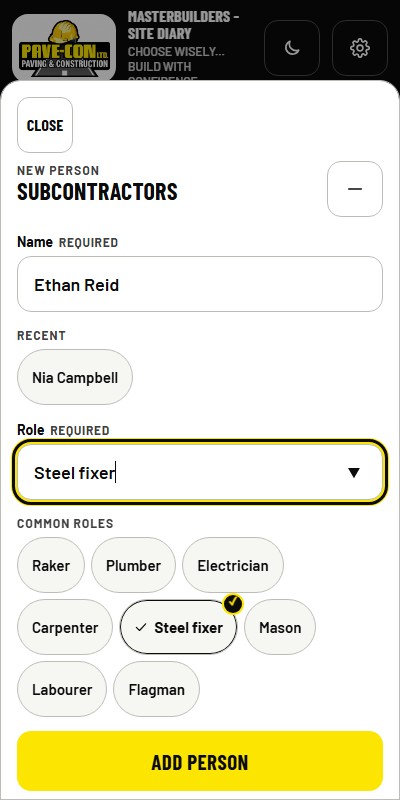 PAVE-CON LTD.
PAVING & CONSTRUCTION
MASTERBUILDERS -
SITE DIARY
CHOOSE WISELY...
BUILD WITH
CONFIDENCE
CLOSE
NEW PERSON
SUBCONTRACTORS
Name REQUIRED
Ethan Reid
RECENT
Nia Campbell
Role REQUIRED
Steel fixer
COMMON ROLES
Raker
Plumber
Electrician
Carpenter
Steel fixer
Mason
Labourer
Flagman
ADD PERSON